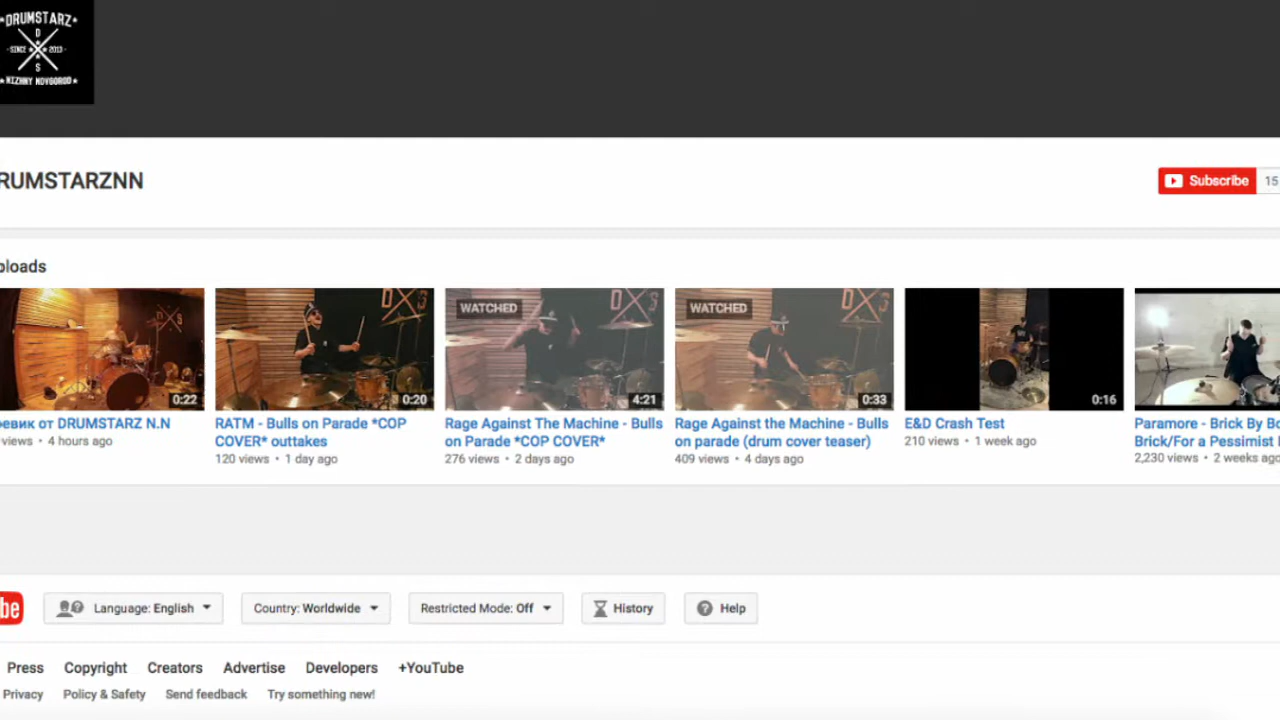 DRUMSTARZ
D
SINCE 2013
S
NIZHNY NOVGOROD
RUMSTARZNN
Subscribe 15
ploads
WATCHED
WATCHED
0:22
0:20
4:21
0:33
0:16
евик от DRUMSTARZ N.N
views • 4 hours ago
RATM - Bulls on Parade *COP
COVER* outtakes
120 views • 1 day ago
Rage Against The Machine - Bulls
on Parade *COP COVER*
276 views • 2 days ago
Rage Against the Machine - Bulls
on parade (drum cover teaser)
409 views • 4 days ago
E&D Crash Test
210 views • 1 week ago
Paramore - Brick By Bo
Brick/For a Pessimist I
2,230 views • 2 weeks ago
be
Language: English
Country: Worldwide
Restricted Mode: Off
History
Help
Press Copyright Creators Advertise Developers +YouTube
Privacy Policy & Safety Send feedback Try something new!